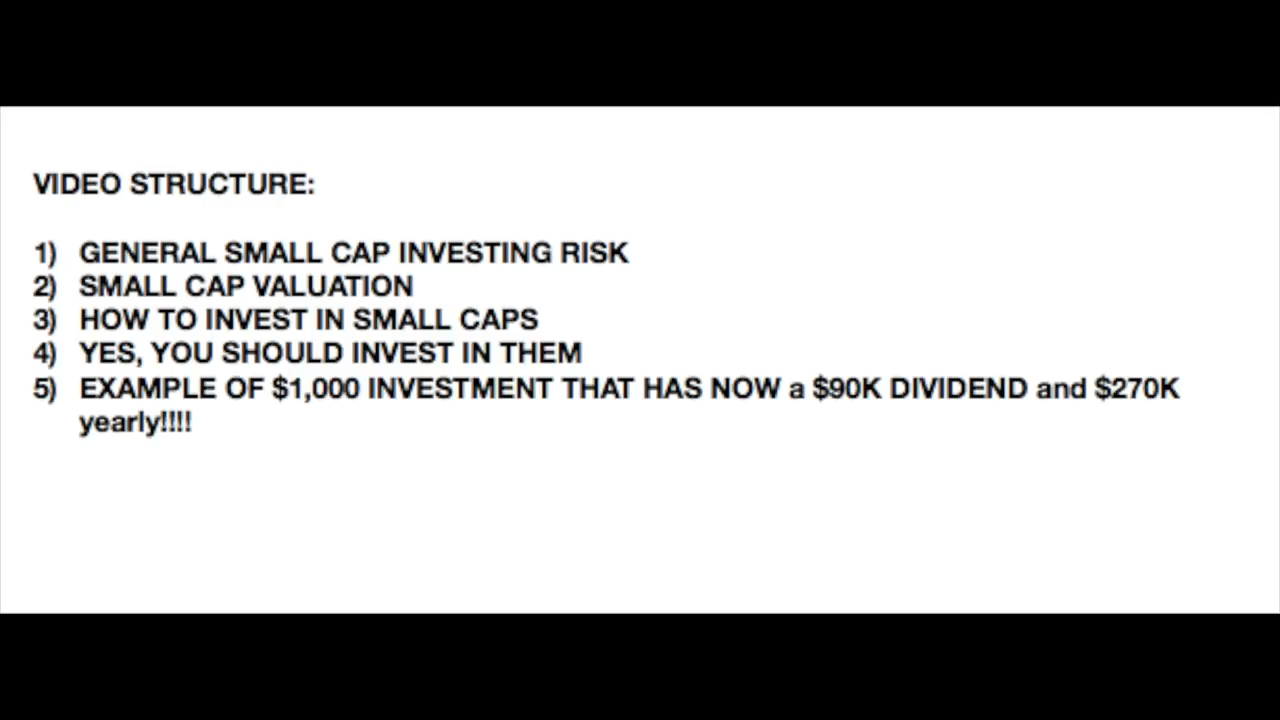 VIDEO STRUCTURE:
1) GENERAL SMALL CAP INVESTING RISK
2) SMALL CAP VALUATION
3) HOW TO INVEST IN SMALL CAPS
4) YES, YOU SHOULD INVEST IN THEM
5) EXAMPLE OF $1,000 INVESTMENT THAT HAS NOW a $90K DIVIDEND and $270K
yearly!!!!